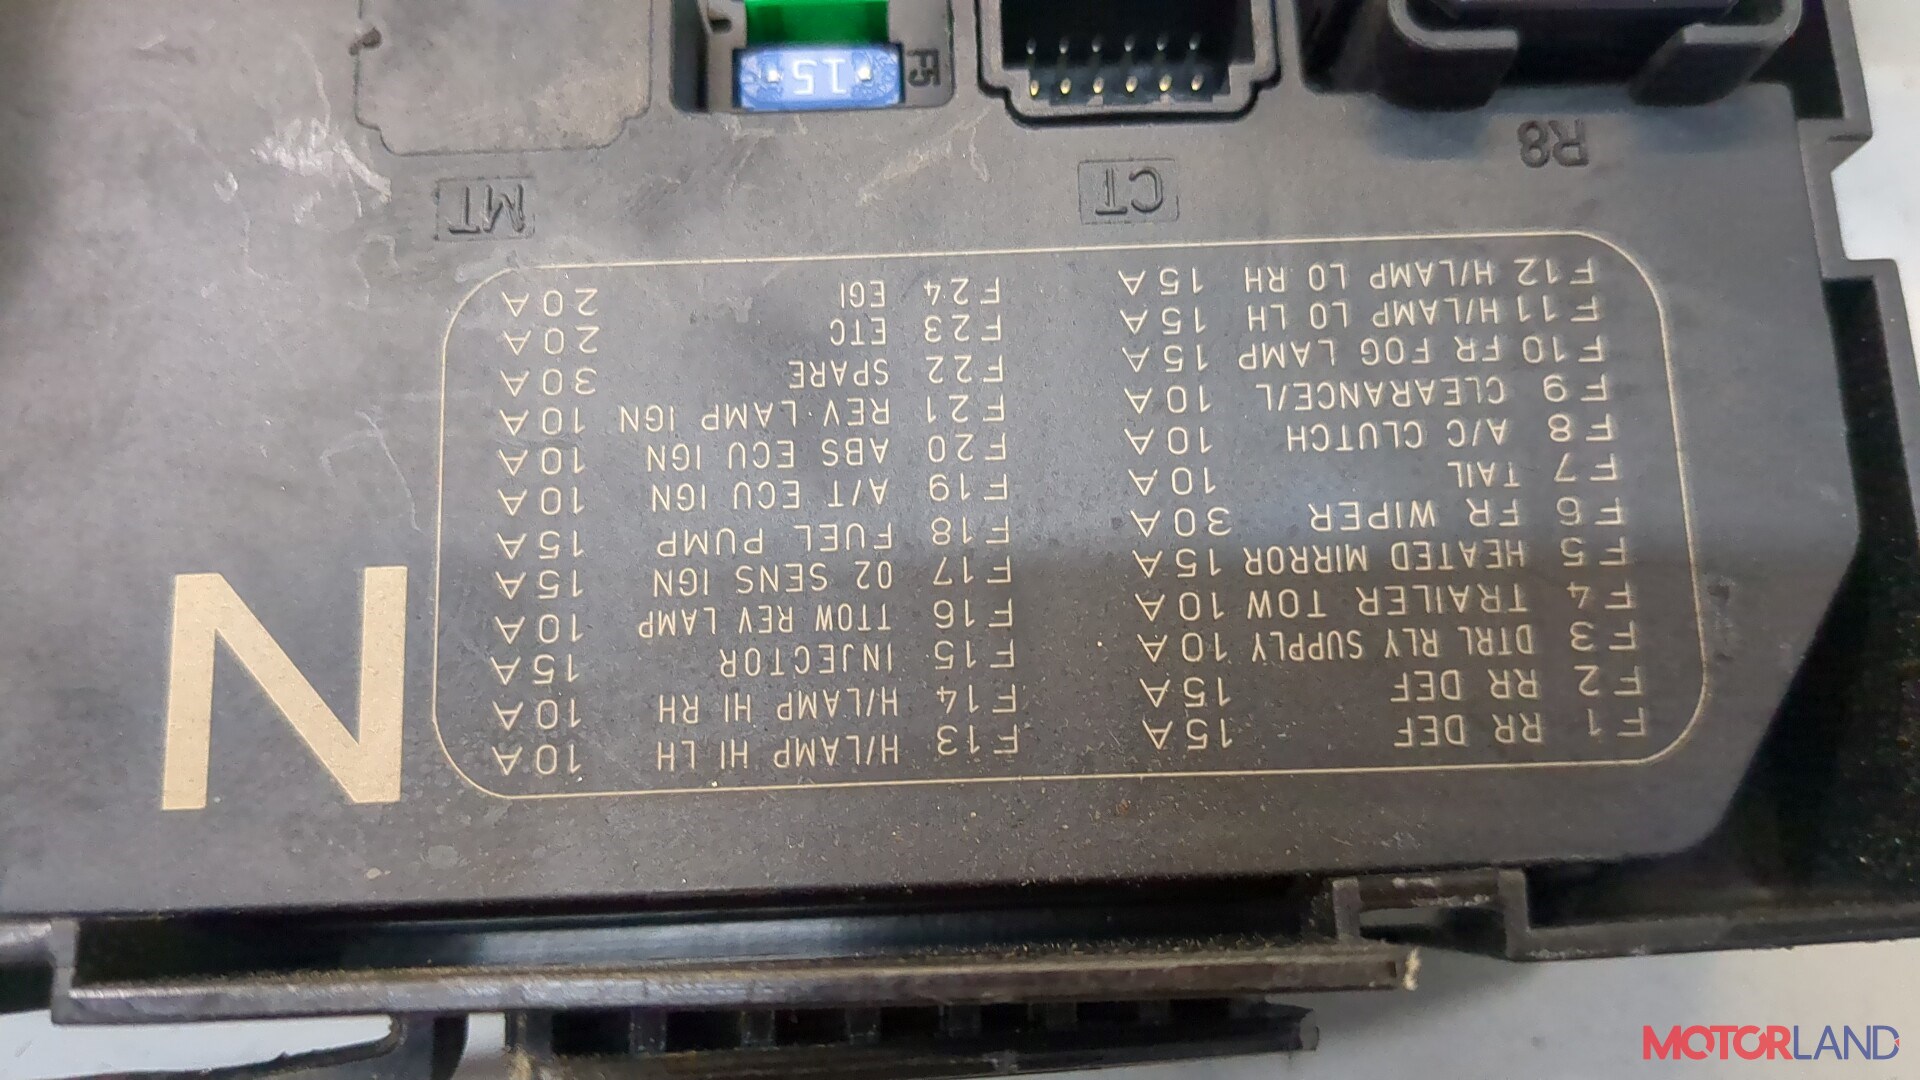 F1 RR DEF 15A
F2 RR DEF 15A
F3 DTRL RLY SUPPLY 10A
F4 TRAILER TOW 10A
F5 HEATED MIRROR 15A
F6 FR WIPER 30A
F7 TAIL 10A
F8 A/C CLUTCH 10A
F9 CLEARANCE/L 10A
F10 FR FOG LAMP 15A
F11 H/LAMP LO LH 15A
F12 H/LAMP LO RH 15A
F13 H/LAMP HI LH 10A
F14 H/LAMP HI RH 10A
F15 INJECTOR 15A
F16 TTOW REV LAMP 10A
F17 O2 SENS IGN 15A
F18 FUEL PUMP 15A
F19 A/T ECU IGN 10A
F20 ABS ECU IGN 10A
F21 REV LAMP IGN 10A
F22 SPARE 30A
F23 ETC 20A
F24 EGI 20A
N
R8
CT
MT
F5
15
MOTORLAND